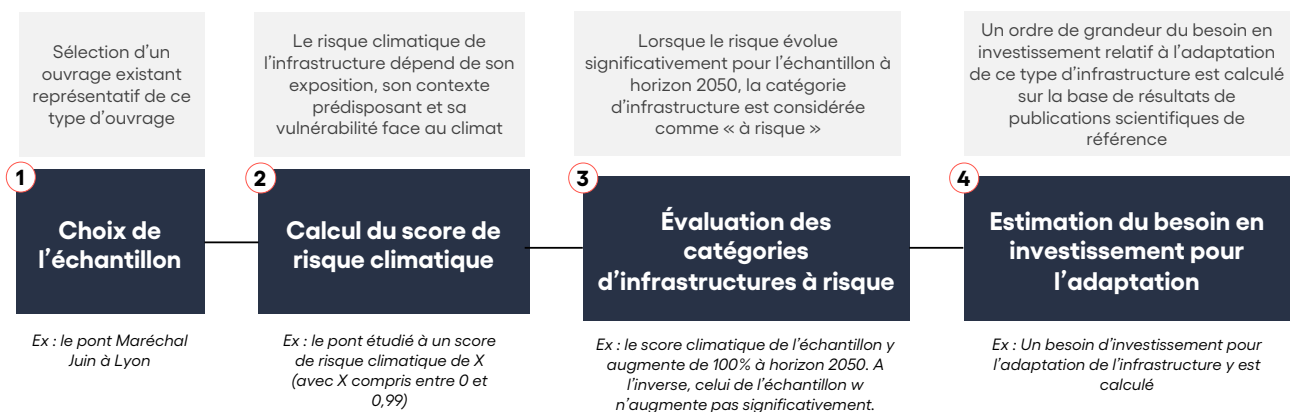 Sélection d'un
ouvrage existant
représentatif de ce
type d'ouvrage
Le risque climatique de
l'infrastructure dépend de son
exposition, son contexte
prédisposant et sa
vulnérabilité face au climat
Lorsque le risque évolue
significativement pour l'échantillon à
horizon 2050, la catégorie
d'infrastructure est considérée
comme « à risque »
Un ordre de grandeur du besoin en
investissement relatif à l'adaptation
de ce type d'infrastructure est calculé
sur la base de résultats de
publications scientifiques de
référence
1
Choix de
l'échantillon
2
Calcul du score de
risque climatique
3
Évaluation des
catégories
d'infrastructures à risque
4
Estimation du besoin en
investissement pour
l'adaptation
Ex : le pont Maréchal
Juin à Lyon
Ex : le pont étudié à un score
de risque climatique de X
(avec X compris entre 0 et
0,99)
Ex : le score climatique de l'échantillon y
augmente de 100% à horizon 2050. A
l'inverse, celui de l'échantillon w
n'augmente pas significativement.
Ex : Un besoin d'investissement pour
l'adaptation de l'infrastructure y est
calculé